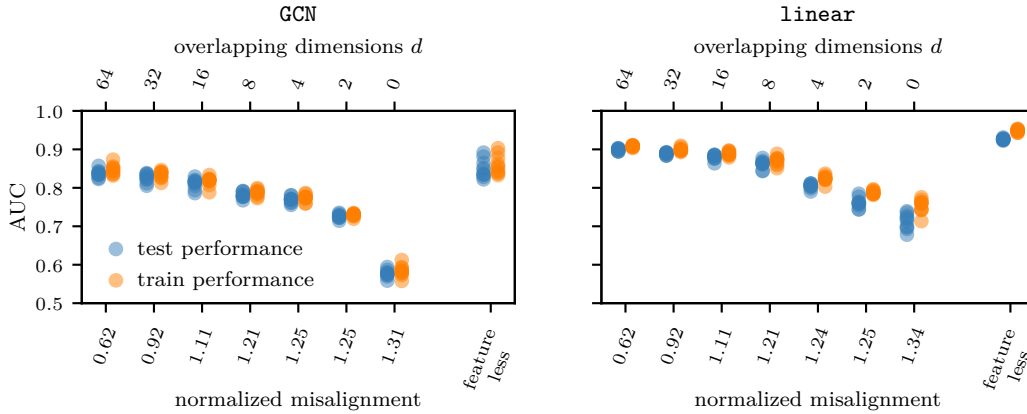 GCN
overlapping dimensions d
64 32 16 8 4 2 0
AUC
1.0
0.9
0.8
0.7
0.6
0.5
test performance
train performance
0.62 0.92 1.11 1.21 1.25 1.25 1.31 feature
less
normalized misalignment
linear
overlapping dimensions d
64 32 16 8 4 2 0
0.62 0.92 1.11 1.21 1.24 1.25 1.34 feature
less
normalized misalignment